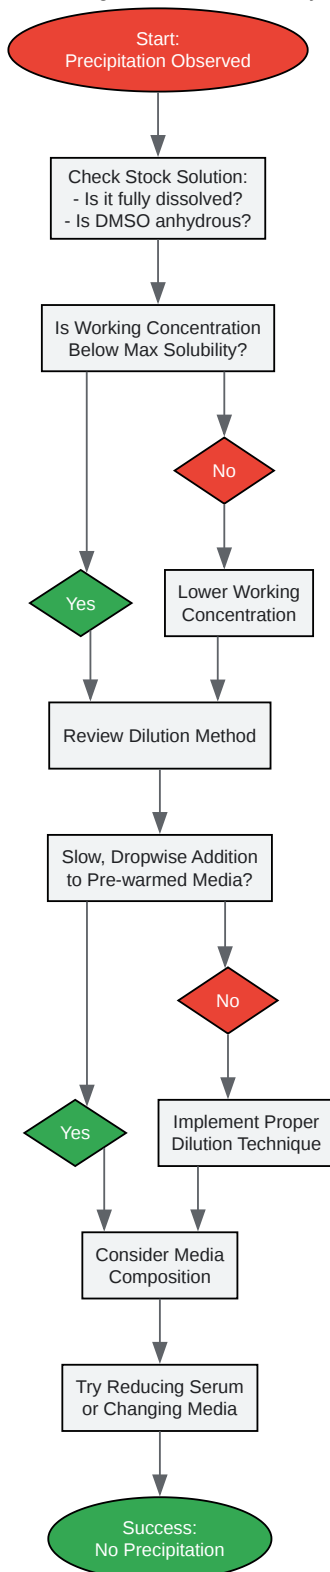 Start:
Precipitation Observed
Check Stock Solution:
- Is it fully dissolved?
- Is DMSO anhydrous?
Is Working Concentration
Below Max Solubility?
No
Yes
Lower Working
Concentration
Review Dilution Method
Slow, Dropwise Addition
to Pre-warmed Media?
No
Yes
Implement Proper
Dilution Technique
Consider Media
Composition
Try Reducing Serum
or Changing Media
Success:
No Precipitation